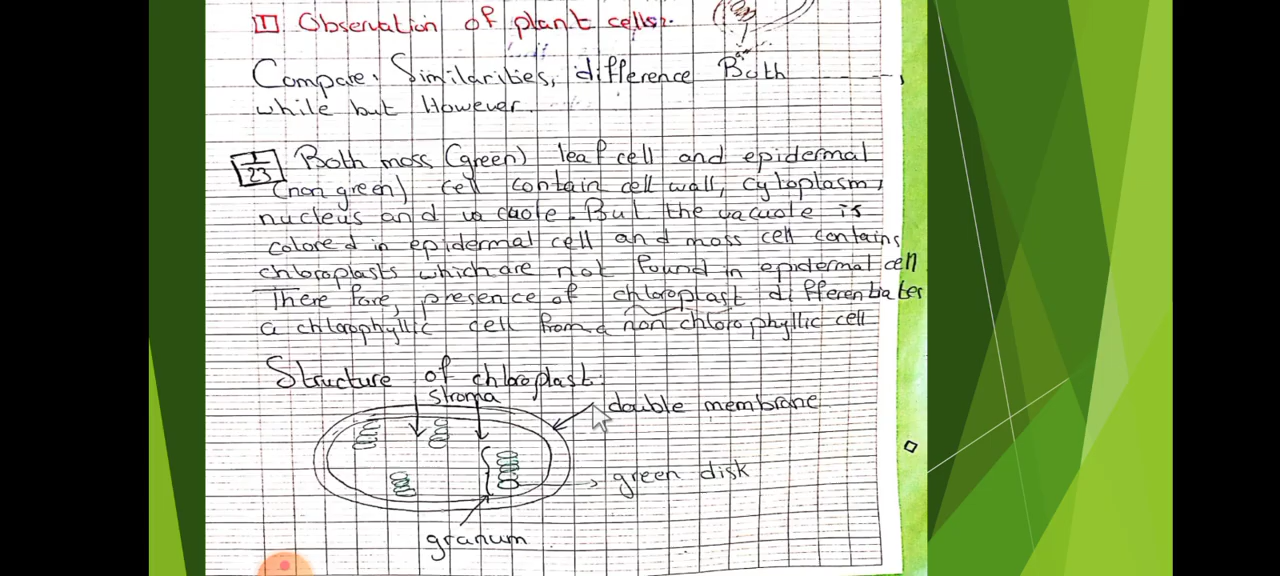 II Observation of plant cells.
Compare. Similarities, difference Both
while but However.
1/23 Both moss (green) leaf cell and epidermal
(non green) cell contain cell wall, cytoplasm,
nucleus and vacuole. But the vacuole is
colored in epidermal cell and moss cell contains
chloroplasts which are not found in epidermal cell
There fore, presence of chloroplast differentiates
a chlorophyllic cell from a non chlorophyllic cell
Structure of chloroplast.
Stroma
double membrane
green disk
granum